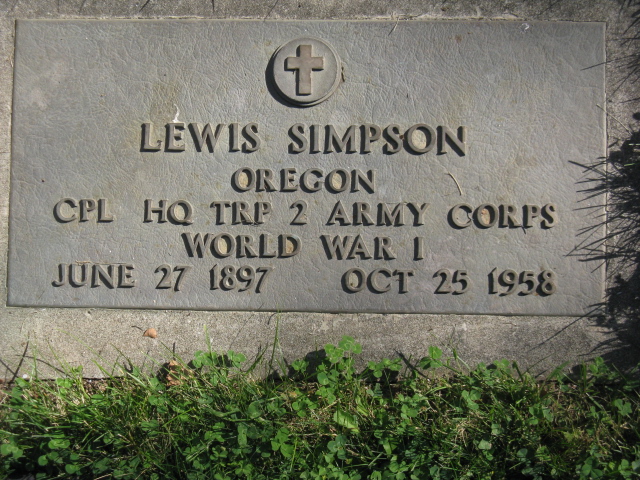 LEWIS SIMPSON
OREGON
CPL HQ TRP 2 ARMY CORPS
WORLD WAR I
JUNE 27 1897 OCT 25 1958